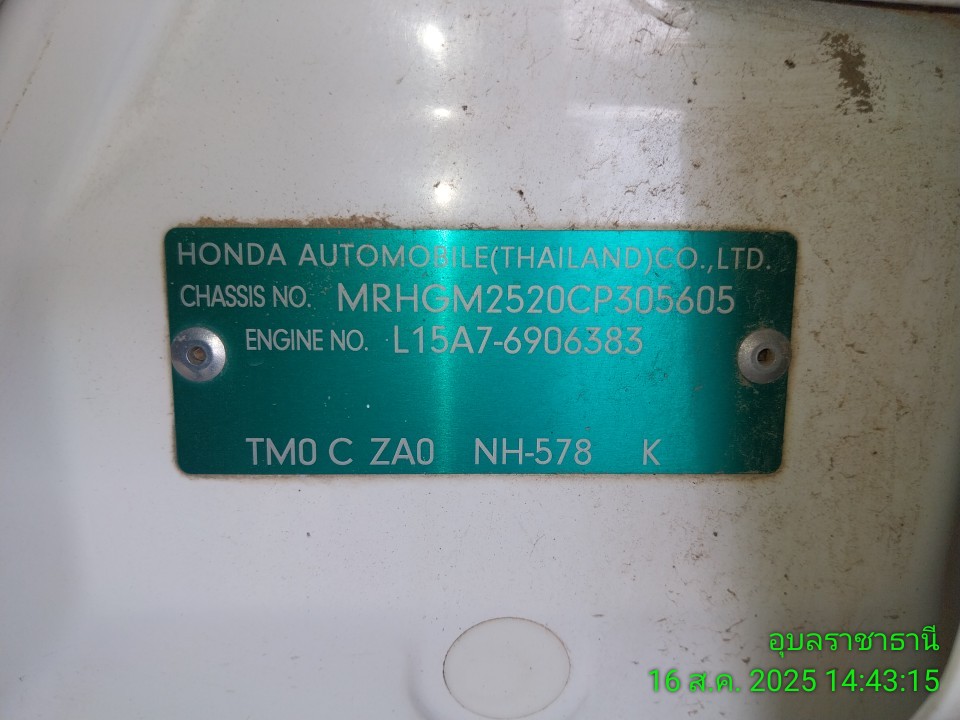 HONDA AUTOMOBILE(THAILAND)CO.,LTD.
CHASSIS NO. MRHGM2520CP305605
ENGINE NO. L15A7-6906383
TM0 C ZA0 NH-578 K
อุบลราชาธานี
16 ส.ค. 2025 14:43:15